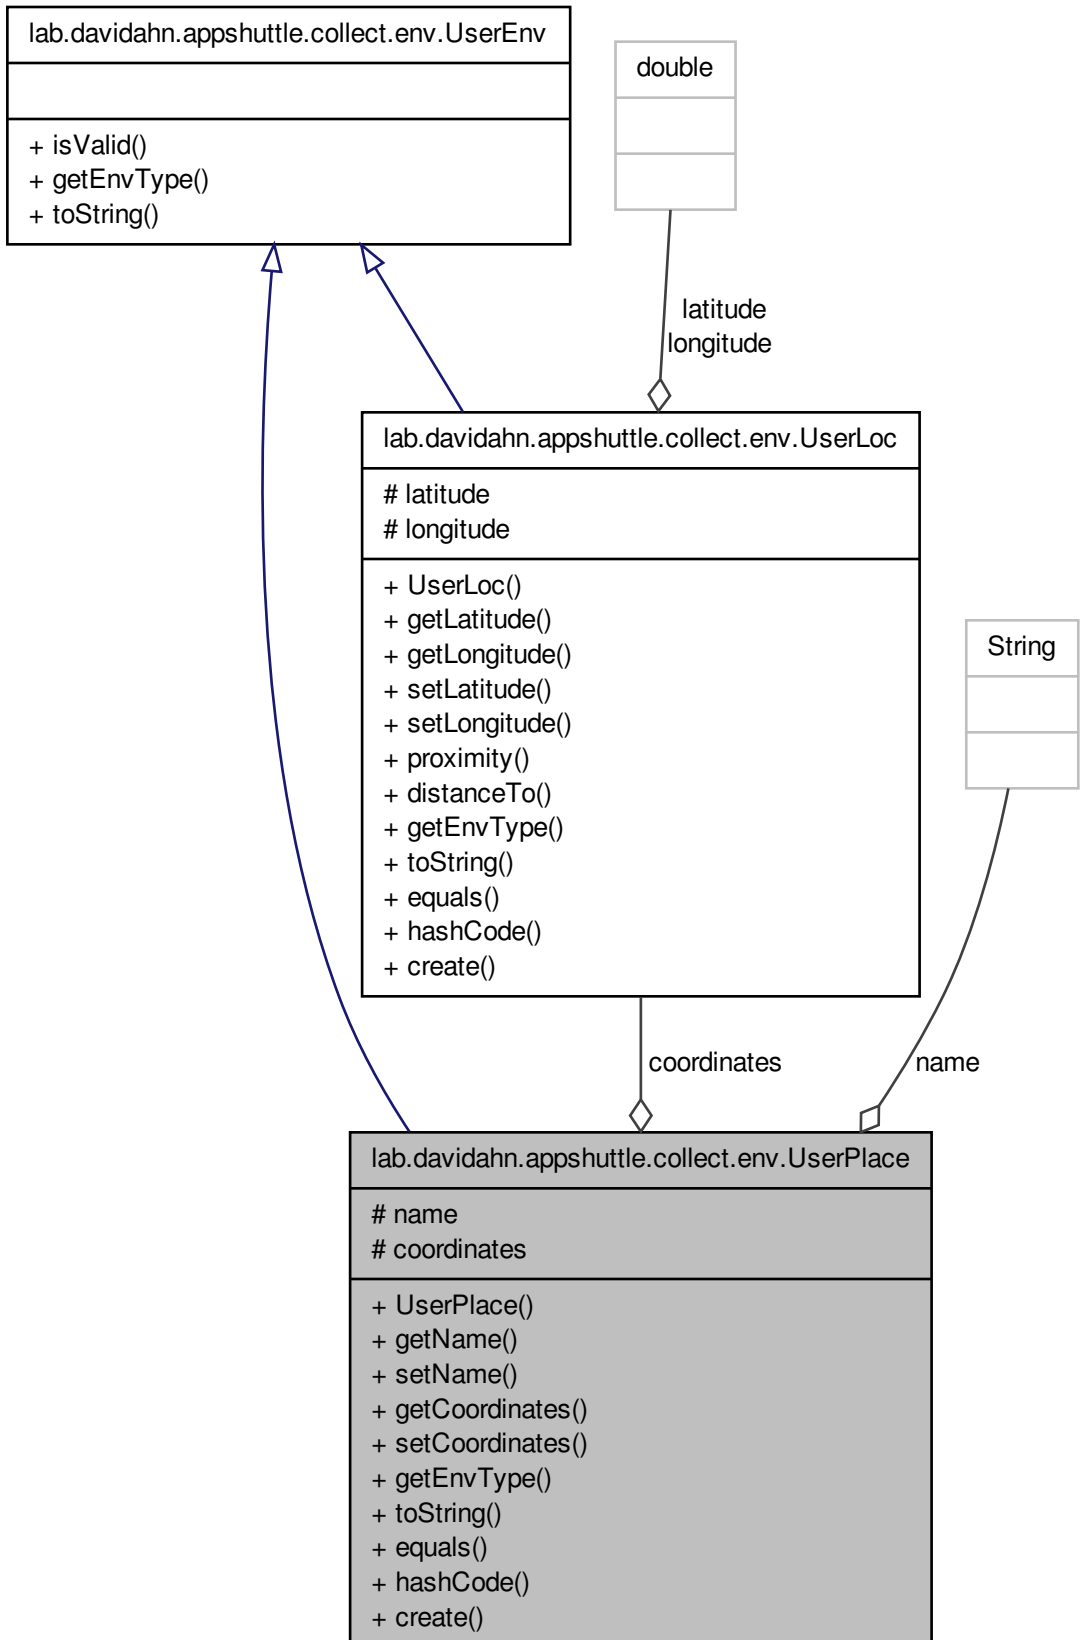 lab.davidahn.appshuttle.collect.env.UserEnv
+ isValid()
+ getEnvType()
+ toString()
double
latitude
longitude
lab.davidahn.appshuttle.collect.env.UserLoc
# latitude
# longitude
+ UserLoc()
+ getLatitude()
+ getLongitude()
+ setLatitude()
+ setLongitude()
+ proximity()
+ distanceTo()
+ getEnvType()
+ toString()
+ equals()
+ hashCode()
+ create()
String
coordinates
name
lab.davidahn.appshuttle.collect.env.UserPlace
# name
# coordinates
+ UserPlace()
+ getName()
+ setName()
+ getCoordinates()
+ setCoordinates()
+ getEnvType()
+ toString()
+ equals()
+ hashCode()
+ create()